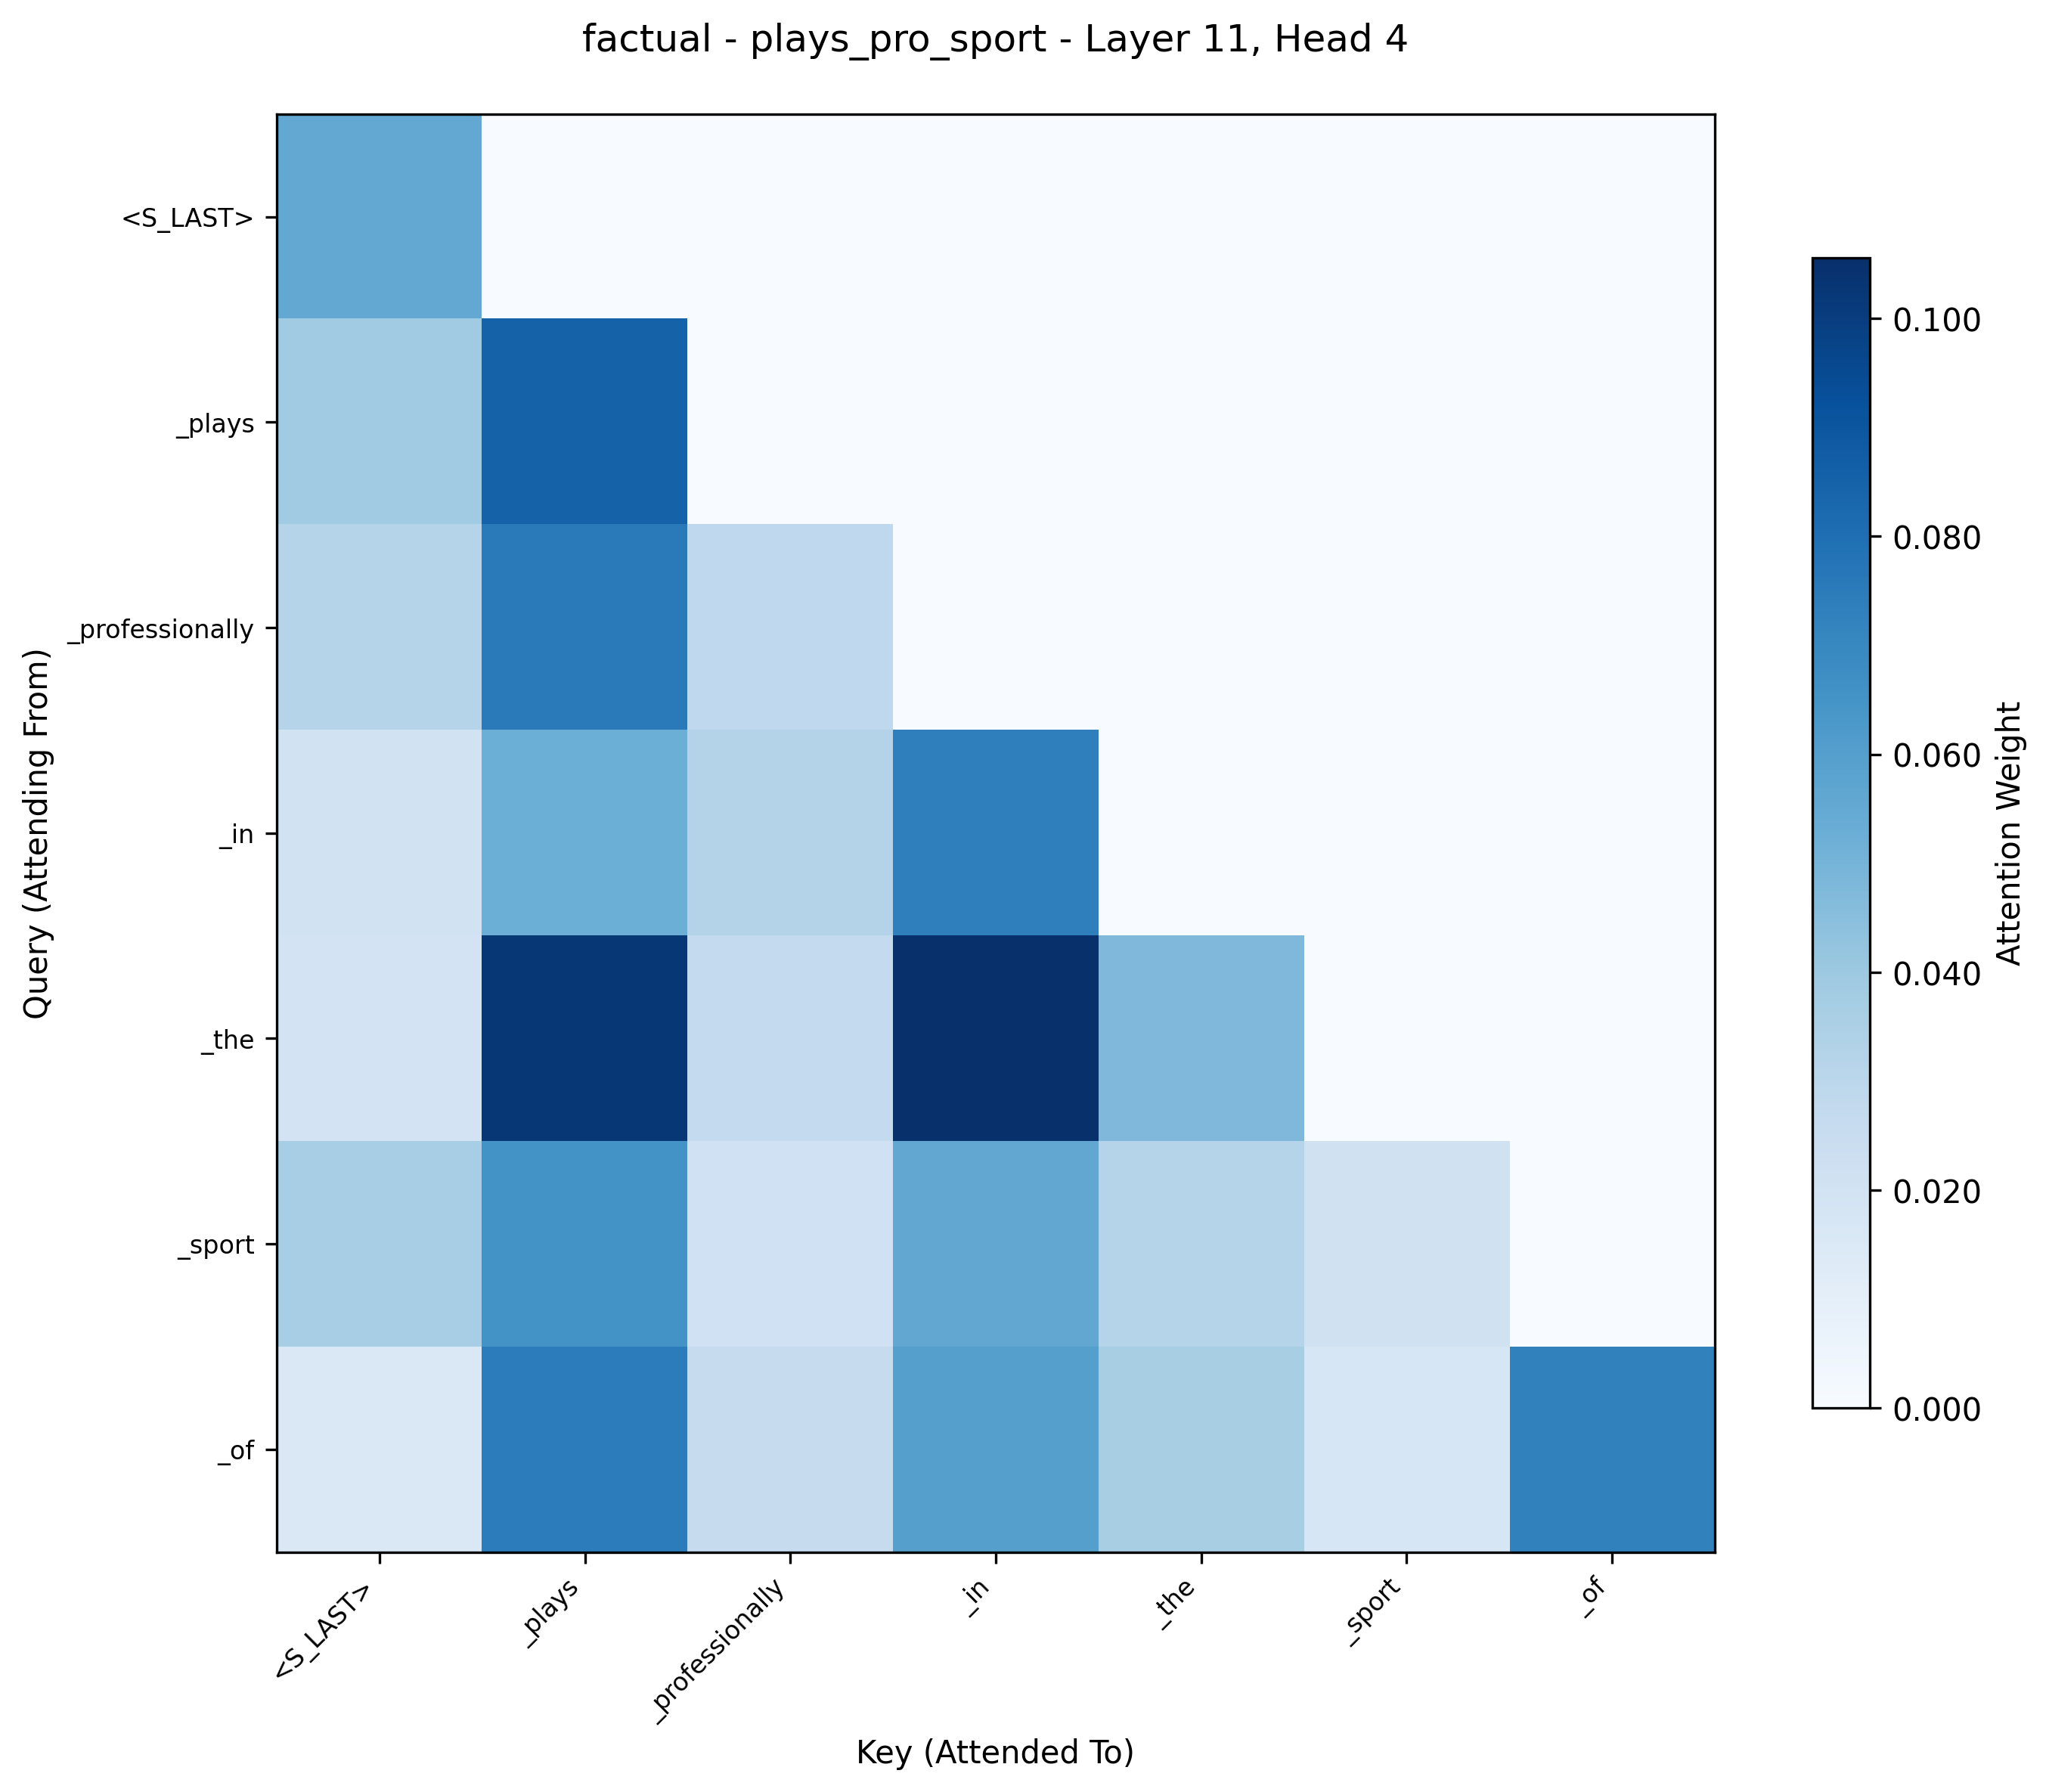 factual - plays_pro_sport - Layer 11, Head 4
Query (Attending From)
<S_LAST>
_plays
_professionally
_in
_the
_sport
_of
<S_LAST>
_plays
_professionally
_in
_the
_sport
_of
Key (Attended To)
0.100
0.080
0.060
0.040
0.020
0.000
Attention Weight